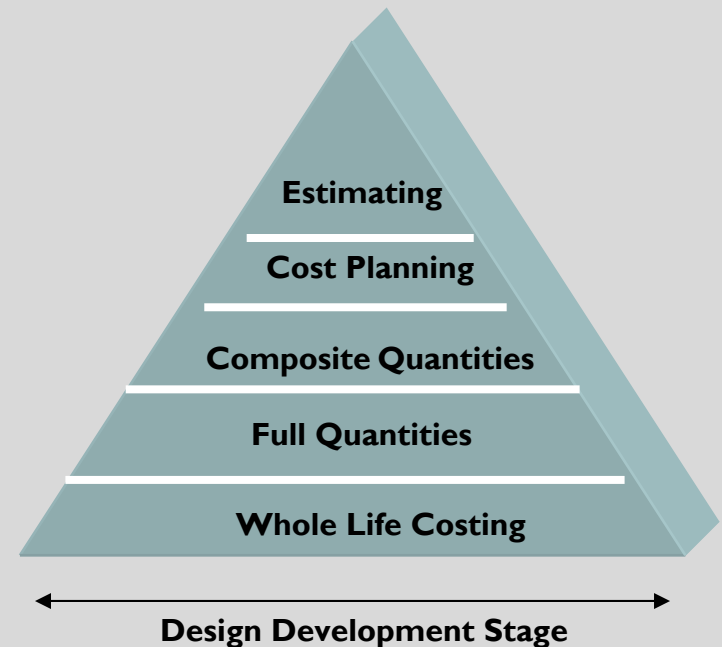 Estimating
Cost Planning
Composite Quantities
Full Quantities
Whole Life Costing
Design Development Stage